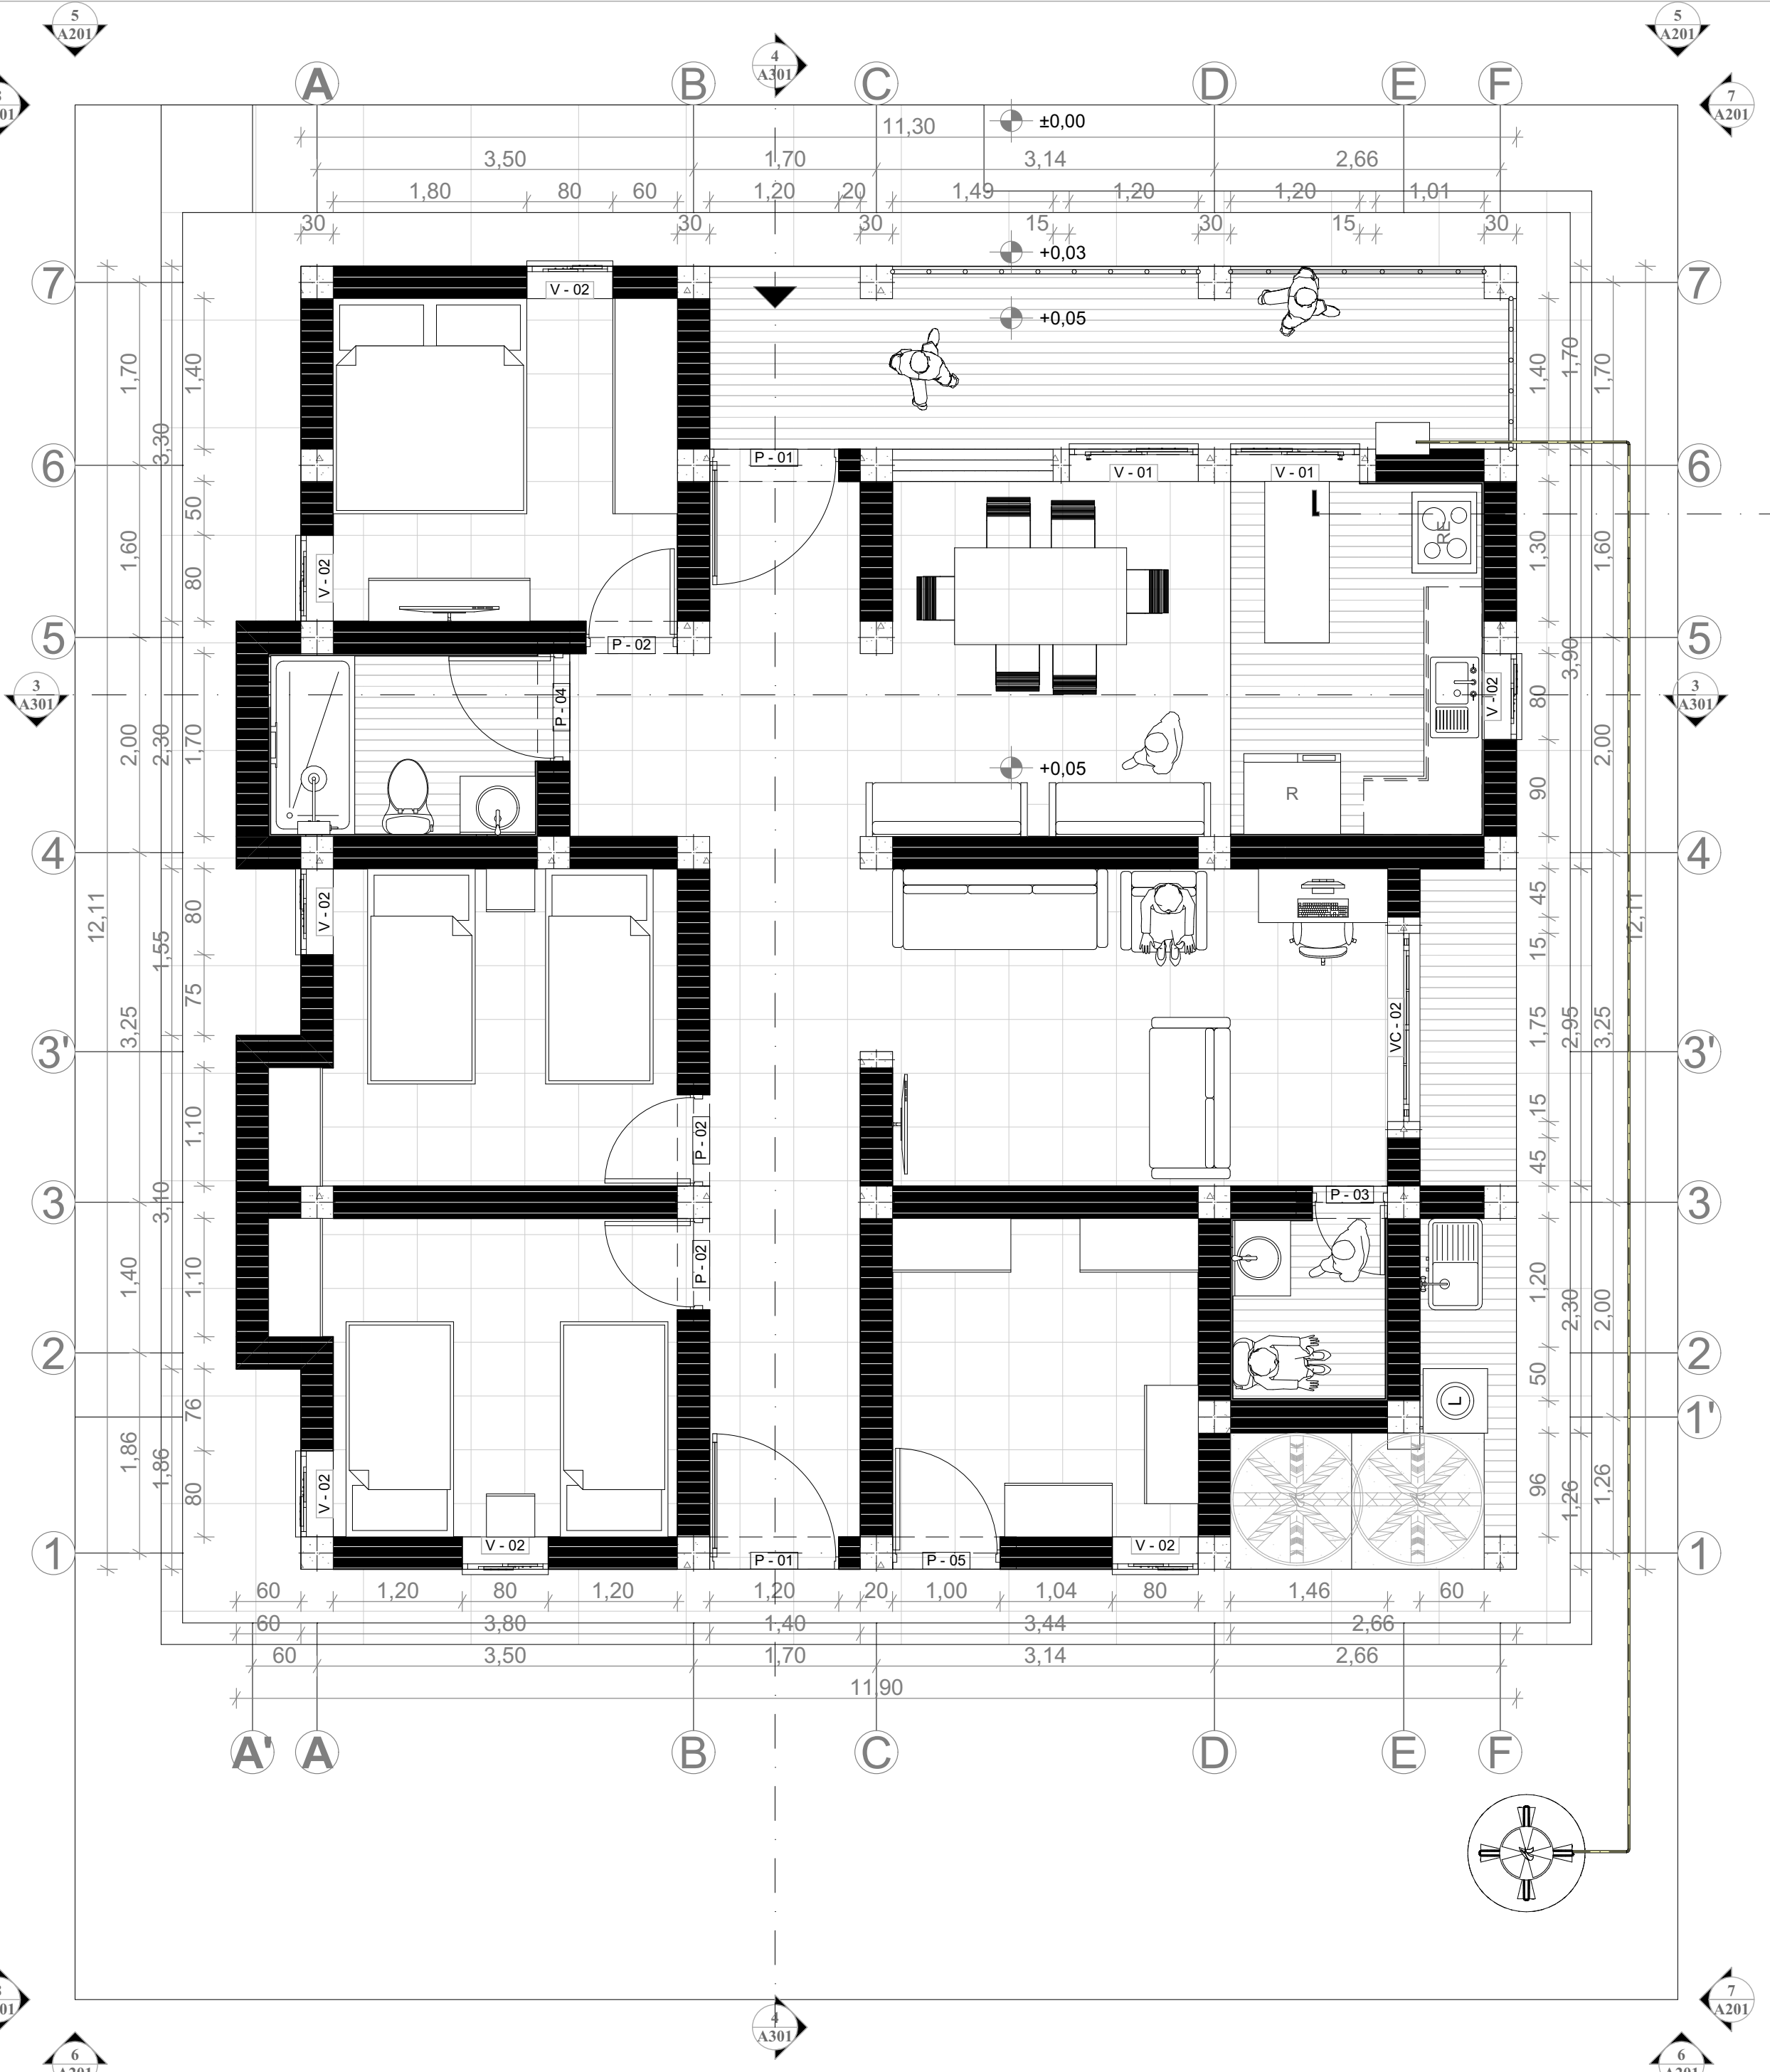 5 A201
5 A201
A B C D E F
4 A301
7 A201
±0,00
11,30
3,50 1,70 3,14 2,66
1,80 80 60 1,20 20 1,49 1,20 1,20 1,01
30 30 30 15 30 15 30
+0,03
7 7
V - 02
+0,05
1,70 1,40 1,40 1,70 1,70
3,30
6 P - 01 V - 01 V - 01 6
50
RE
1,60 80 V - 02 1,30 1,60
5 P - 02 5
3,90
3 A301 P - 04 V - 02 80 3 A301
2,00 2,30 1,70 2,00
+0,05
R 90
4 4
80 V - 02 45
12,11 12,11
1,55 15
75
3,25 VC - 02 1,75 2,95 3,25
3' 3'
1,10 P - 02 15
45
3,10
3 P - 03 3
P - 02
1,40 1,10 1,20 2,30 2,00
2 2
50
76 L
1' 
1,86 1,86 80 V - 02 96 1,26 1,26
V - 02 V - 02
1 P - 01 P - 05 1
60 1,20 80 1,20 1,20 20 1,00 1,04 80 1,46 60
60 3,80 1,40 3,44 2,66
60 3,50 1,70 3,14 2,66
11,90
A' A B C D E F
7 A201
4 A301
6
6